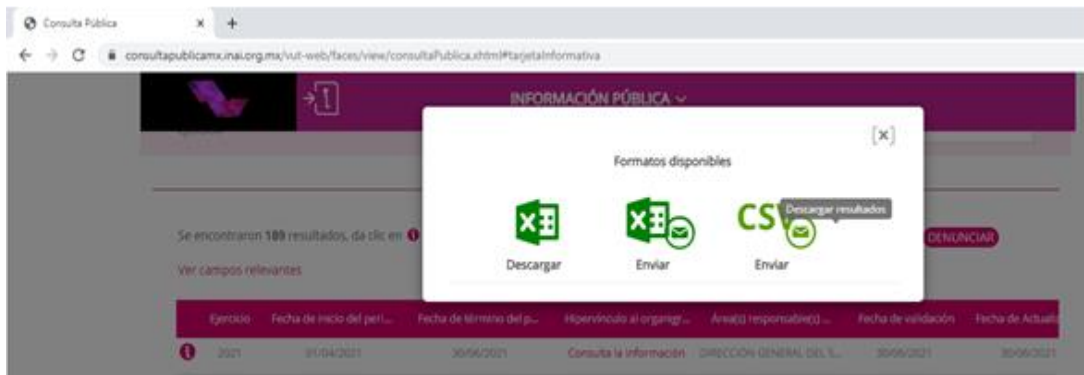 Consulta Pública
consultapublicamx.inai.org.mx/vut-web/faces/view/consultaPublica.xhtml#tarjetaInformativa
INFORMACIÓN PÚBLICA
[x]
Formatos disponibles
CSV
Descargar resultados
Descargar Enviar Enviar
Se encontraron 189 resultados, da clic en
DENUNCIAR
Ver campos relevantes
Ejercicio Fecha de inicio del peri... Fecha de término del p... Hipervínculo al organigr... Área(s) responsable(s) ... Fecha de validación Fecha de Actualiz
2021 01/04/2021 30/06/2021 Consulta la información DIRECCIÓN GENERAL DEL S... 30/06/2021 30/06/2021